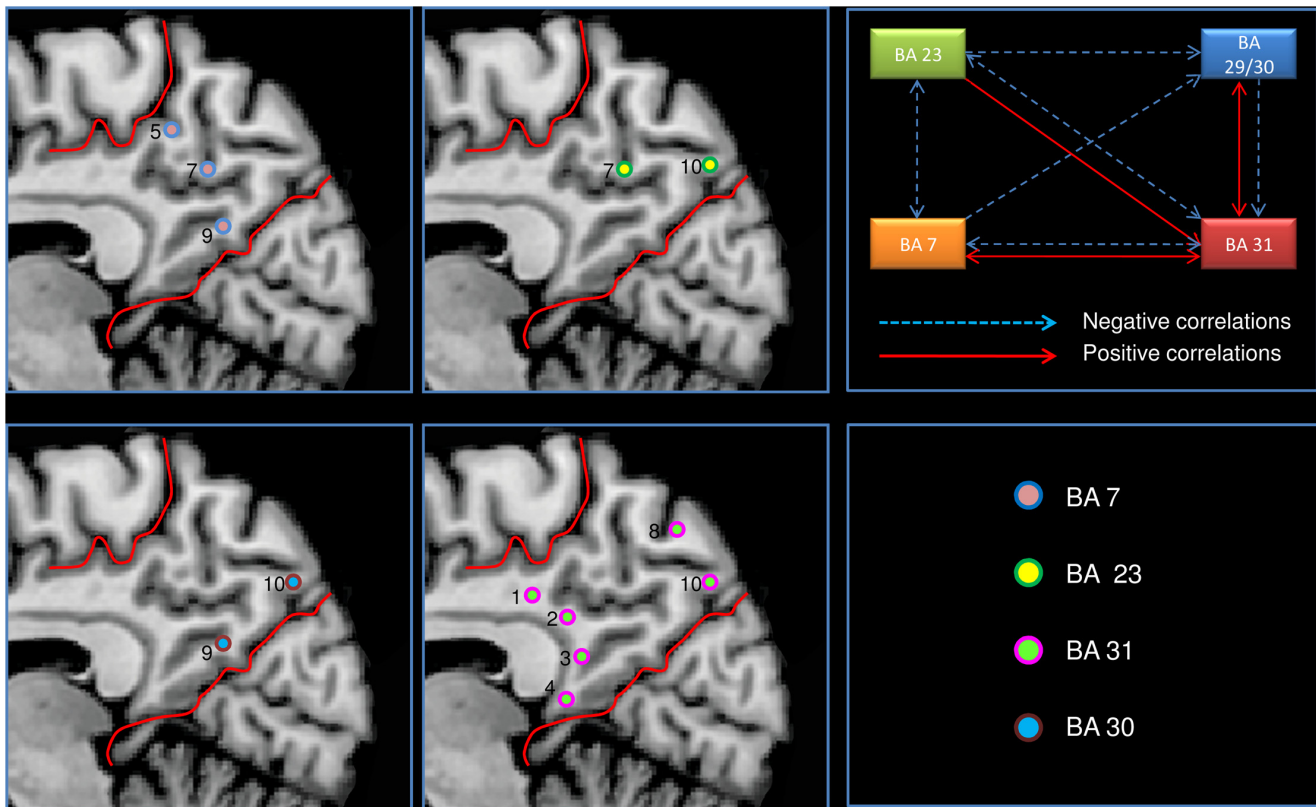 5
7
9
7
10
BA 23
BA
29/30
BA 7
BA 31
Negative correlations
Positive correlations
10
9
8
10
1
2
3
4
BA 7
BA 23
BA 31
BA 30